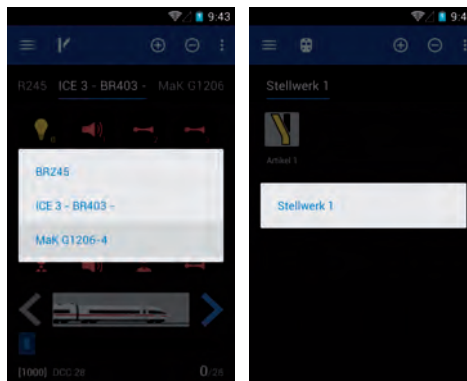 9:43
R245 ICE 3 - BR403 - MaK G1206
BR245
ICE 3 - BR403 -
MaK G1206-4
[1000] DCC 28 0/28
9:4
Stellwerk 1
Artikel 1
Stellwerk 1